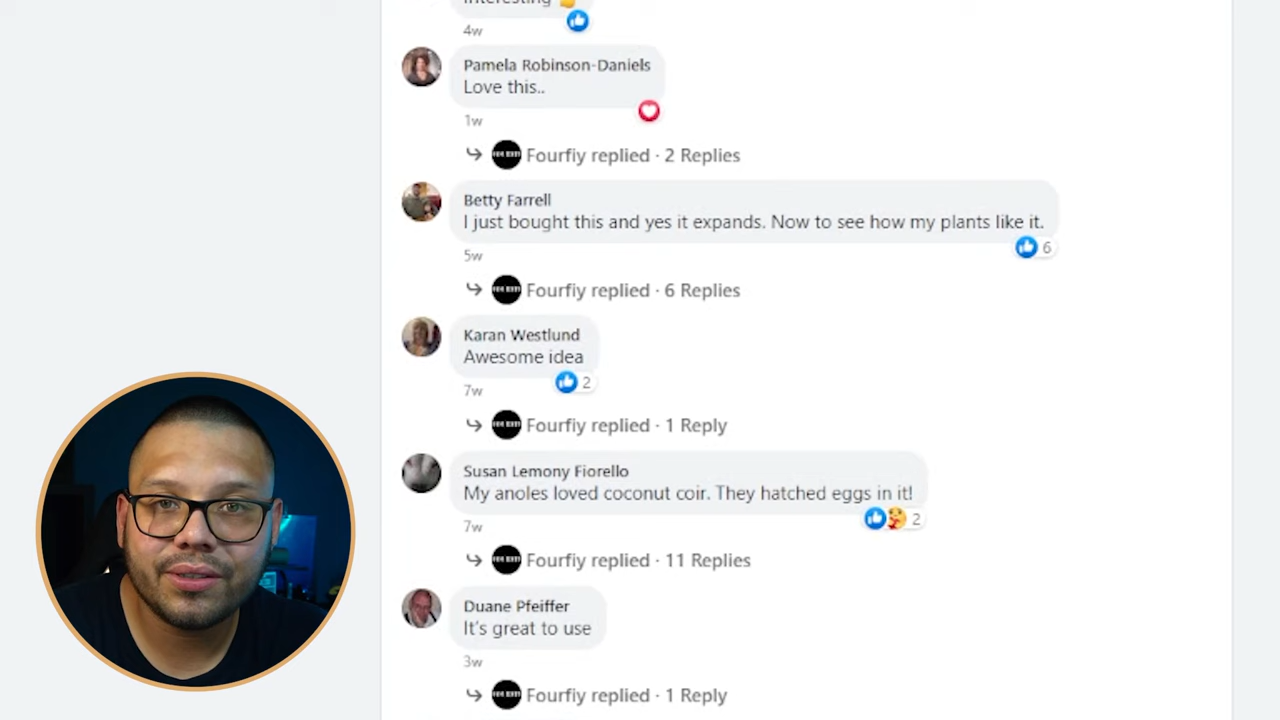 Interesting 
4w
Pamela Robinson-Daniels
Love this..
1w
Fourfiy replied · 2 Replies
Betty Farrell
I just bought this and yes it expands. Now to see how my plants like it.
6
5w
Fourfiy replied · 6 Replies
Karan Westlund
Awesome idea
2
7w
Fourfiy replied · 1 Reply
Susan Lemony Fiorello
My anoles loved coconut coir. They hatched eggs in it!
2
7w
Fourfiy replied · 11 Replies
Duane Pfeiffer
It's great to use
3w
Fourfiy replied · 1 Reply